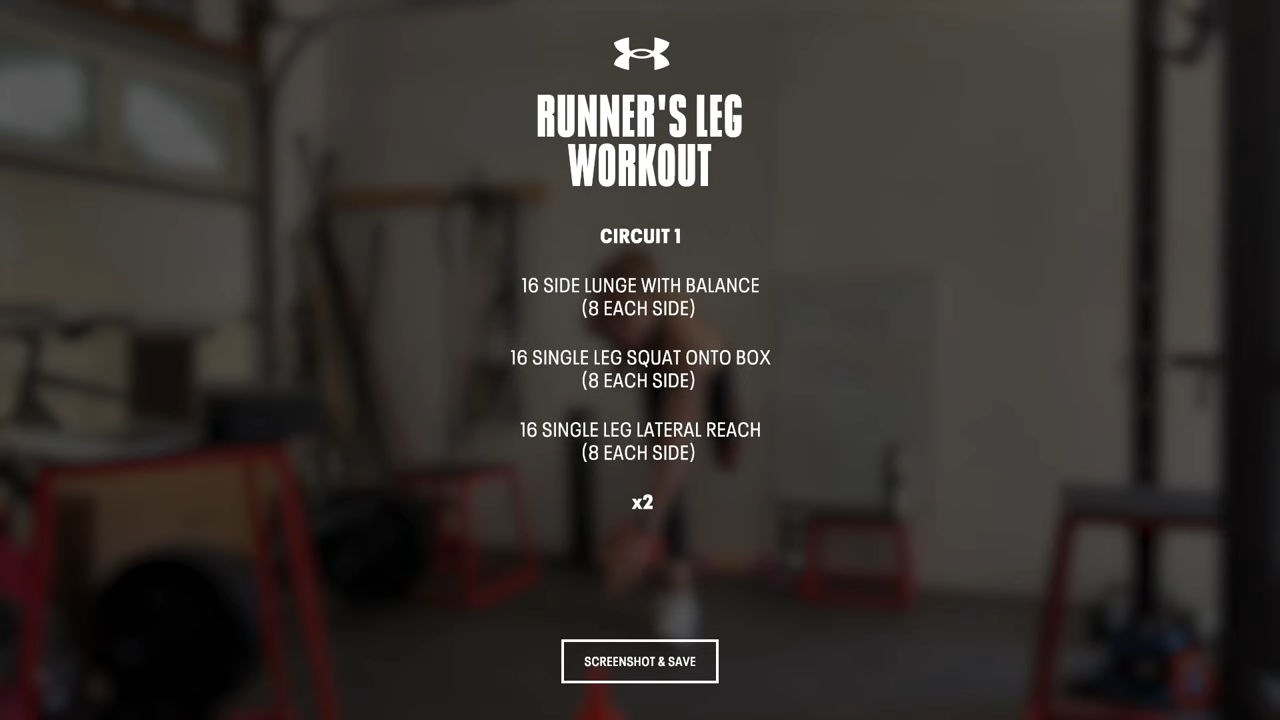 RUNNER'S LEG
WORKOUT
CIRCUIT 1
16 SIDE LUNGE WITH BALANCE
(8 EACH SIDE)
16 SINGLE LEG SQUAT ONTO BOX
(8 EACH SIDE)
16 SINGLE LEG LATERAL REACH
(8 EACH SIDE)
x2
SCREENSHOT & SAVE